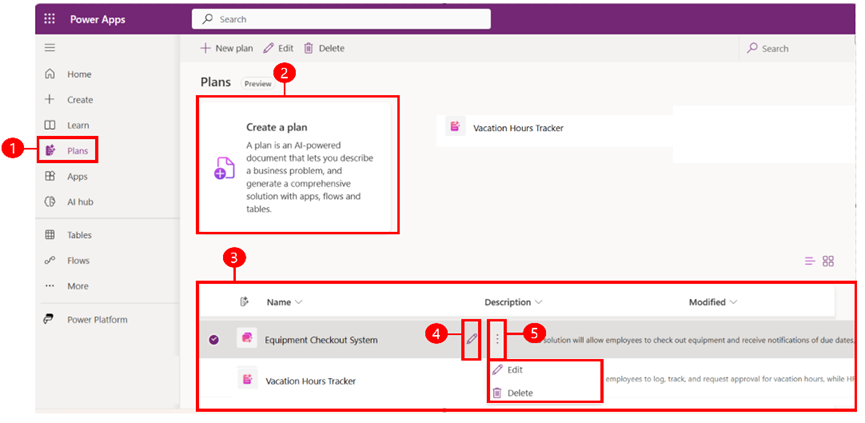 Power Apps
Search
New plan Edit Delete
Search
Home
Create
Learn
1
Plans
Apps
AI hub
Tables
Flows
More
Power Platform
Plans Preview
2
Create a plan
A plan is an AI-powered
document that lets you describe
a business problem, and
generate a comprehensive
solution with apps, flows and
tables.
Vacation Hours Tracker
3
Name Description Modified
4
5
Equipment Checkout System solution will allow employees to check out equipment and receive notifications of due dates.
Edit
Delete
Vacation Hours Tracker employees to log, track, and request approval for vacation hours, while